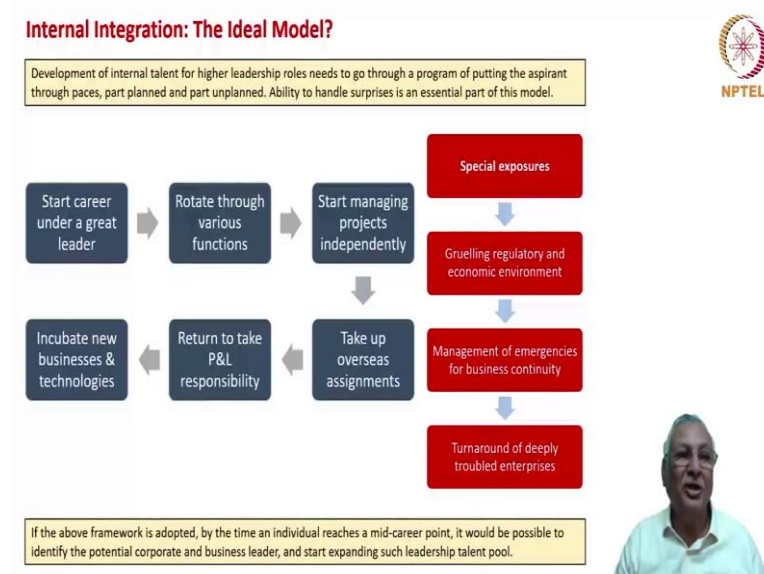 Internal Integration: The Ideal Model?
NPTEL
Development of internal talent for higher leadership roles needs to go through a program of putting the aspirant
through paces, part planned and part unplanned. Ability to handle surprises is an essential part of this model.
Start career
under a great
leader
Rotate through
various
functions
Start managing
projects
independently
Take up
overseas
assignments
Return to take
P&L
responsibility
Incubate new
businesses &
technologies
Special exposures
Gruelling regulatory and
economic environment
Management of emergencies
for business continuity
Turnaround of deeply
troubled enterprises
If the above framework is adopted, by the time an individual reaches a mid-career point, it would be possible to
identify the potential corporate and business leader, and start expanding such leadership talent pool.